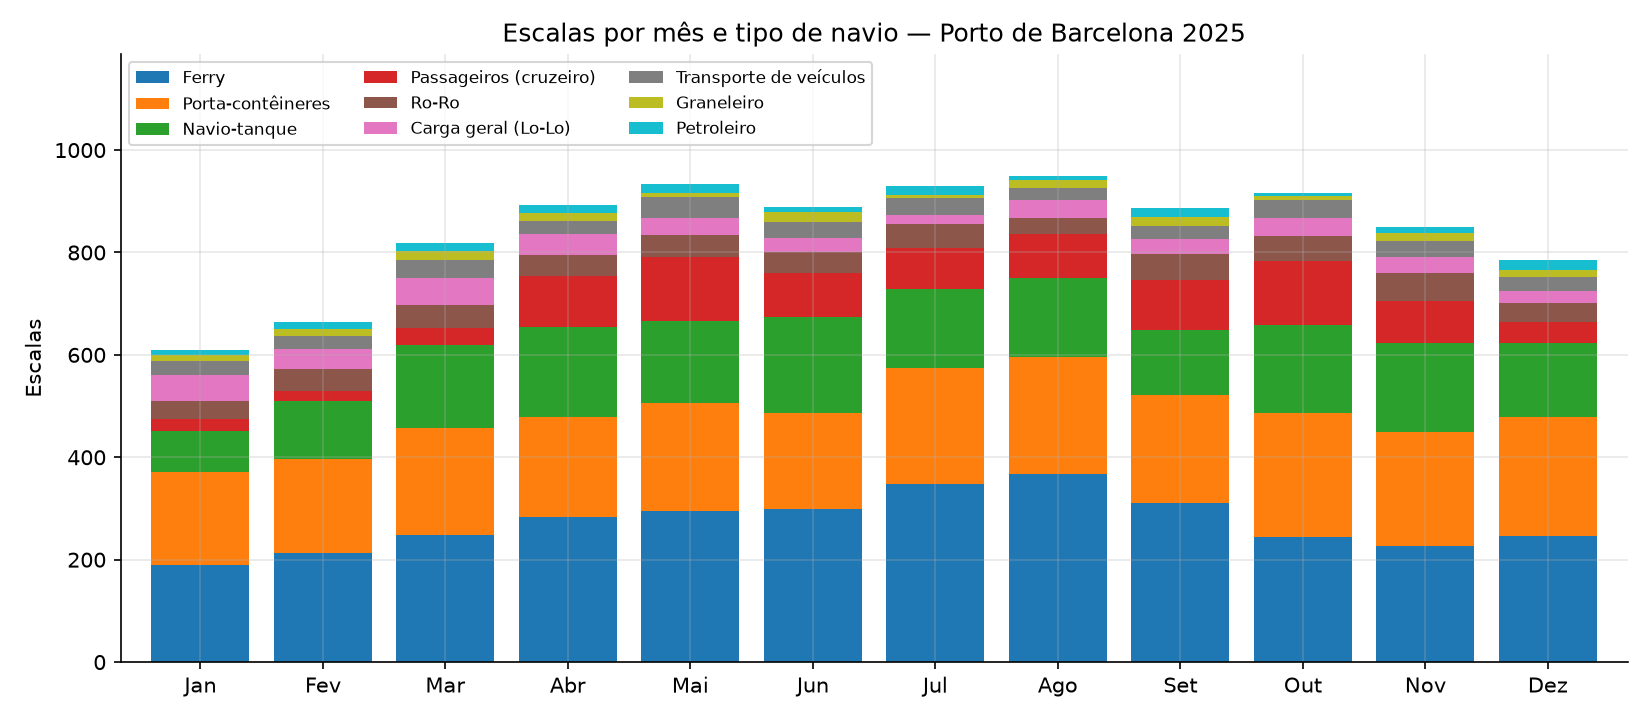 Escalas por mês e tipo de navio — Porto de Barcelona 2025
Ferry
Porta-contêineres
Navio-tanque
Passageiros (cruzeiro)
Ro-Ro
Carga geral (Lo-Lo)
Transporte de veículos
Graneleiro
Petroleiro
Escalas
1000
800
600
400
200
0
Jan Fev Mar Abr Mai Jun Jul Ago Set Out Nov Dez